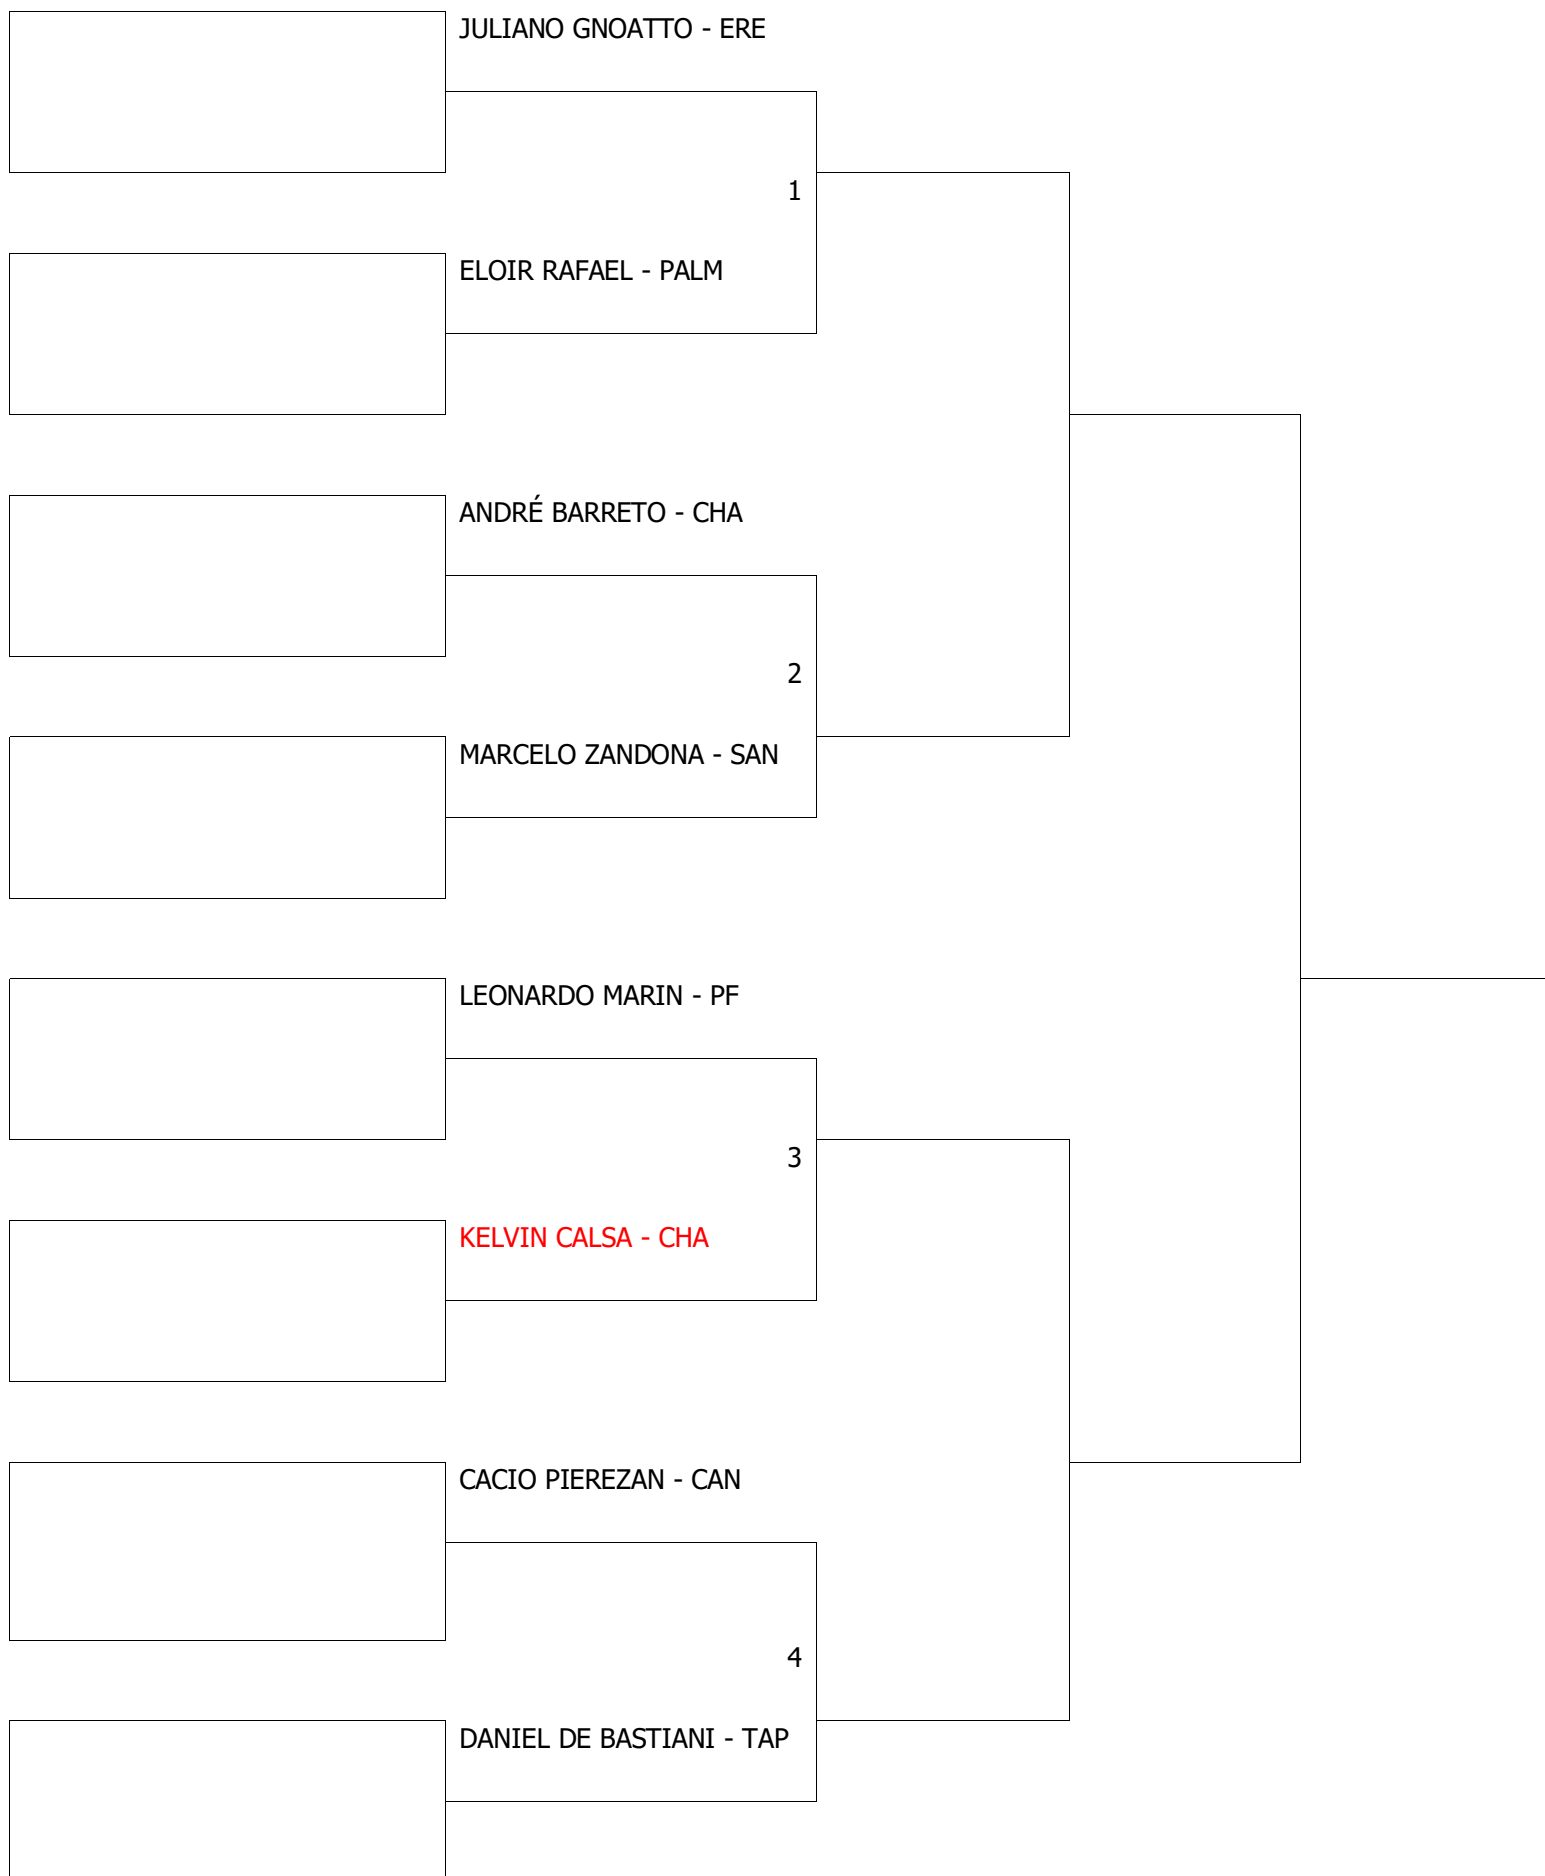 JULIANO GNOATTO - ERE
1
ELOIR RAFAEL - PALM
ANDRÉ BARRETO - CHA
2
MARCELO ZANDONA - SAN
LEONARDO MARIN - PF
3
KELVIN CALSA - CHA
CACIO PIEREZAN - CAN
4
DANIEL DE BASTIANI - TAP